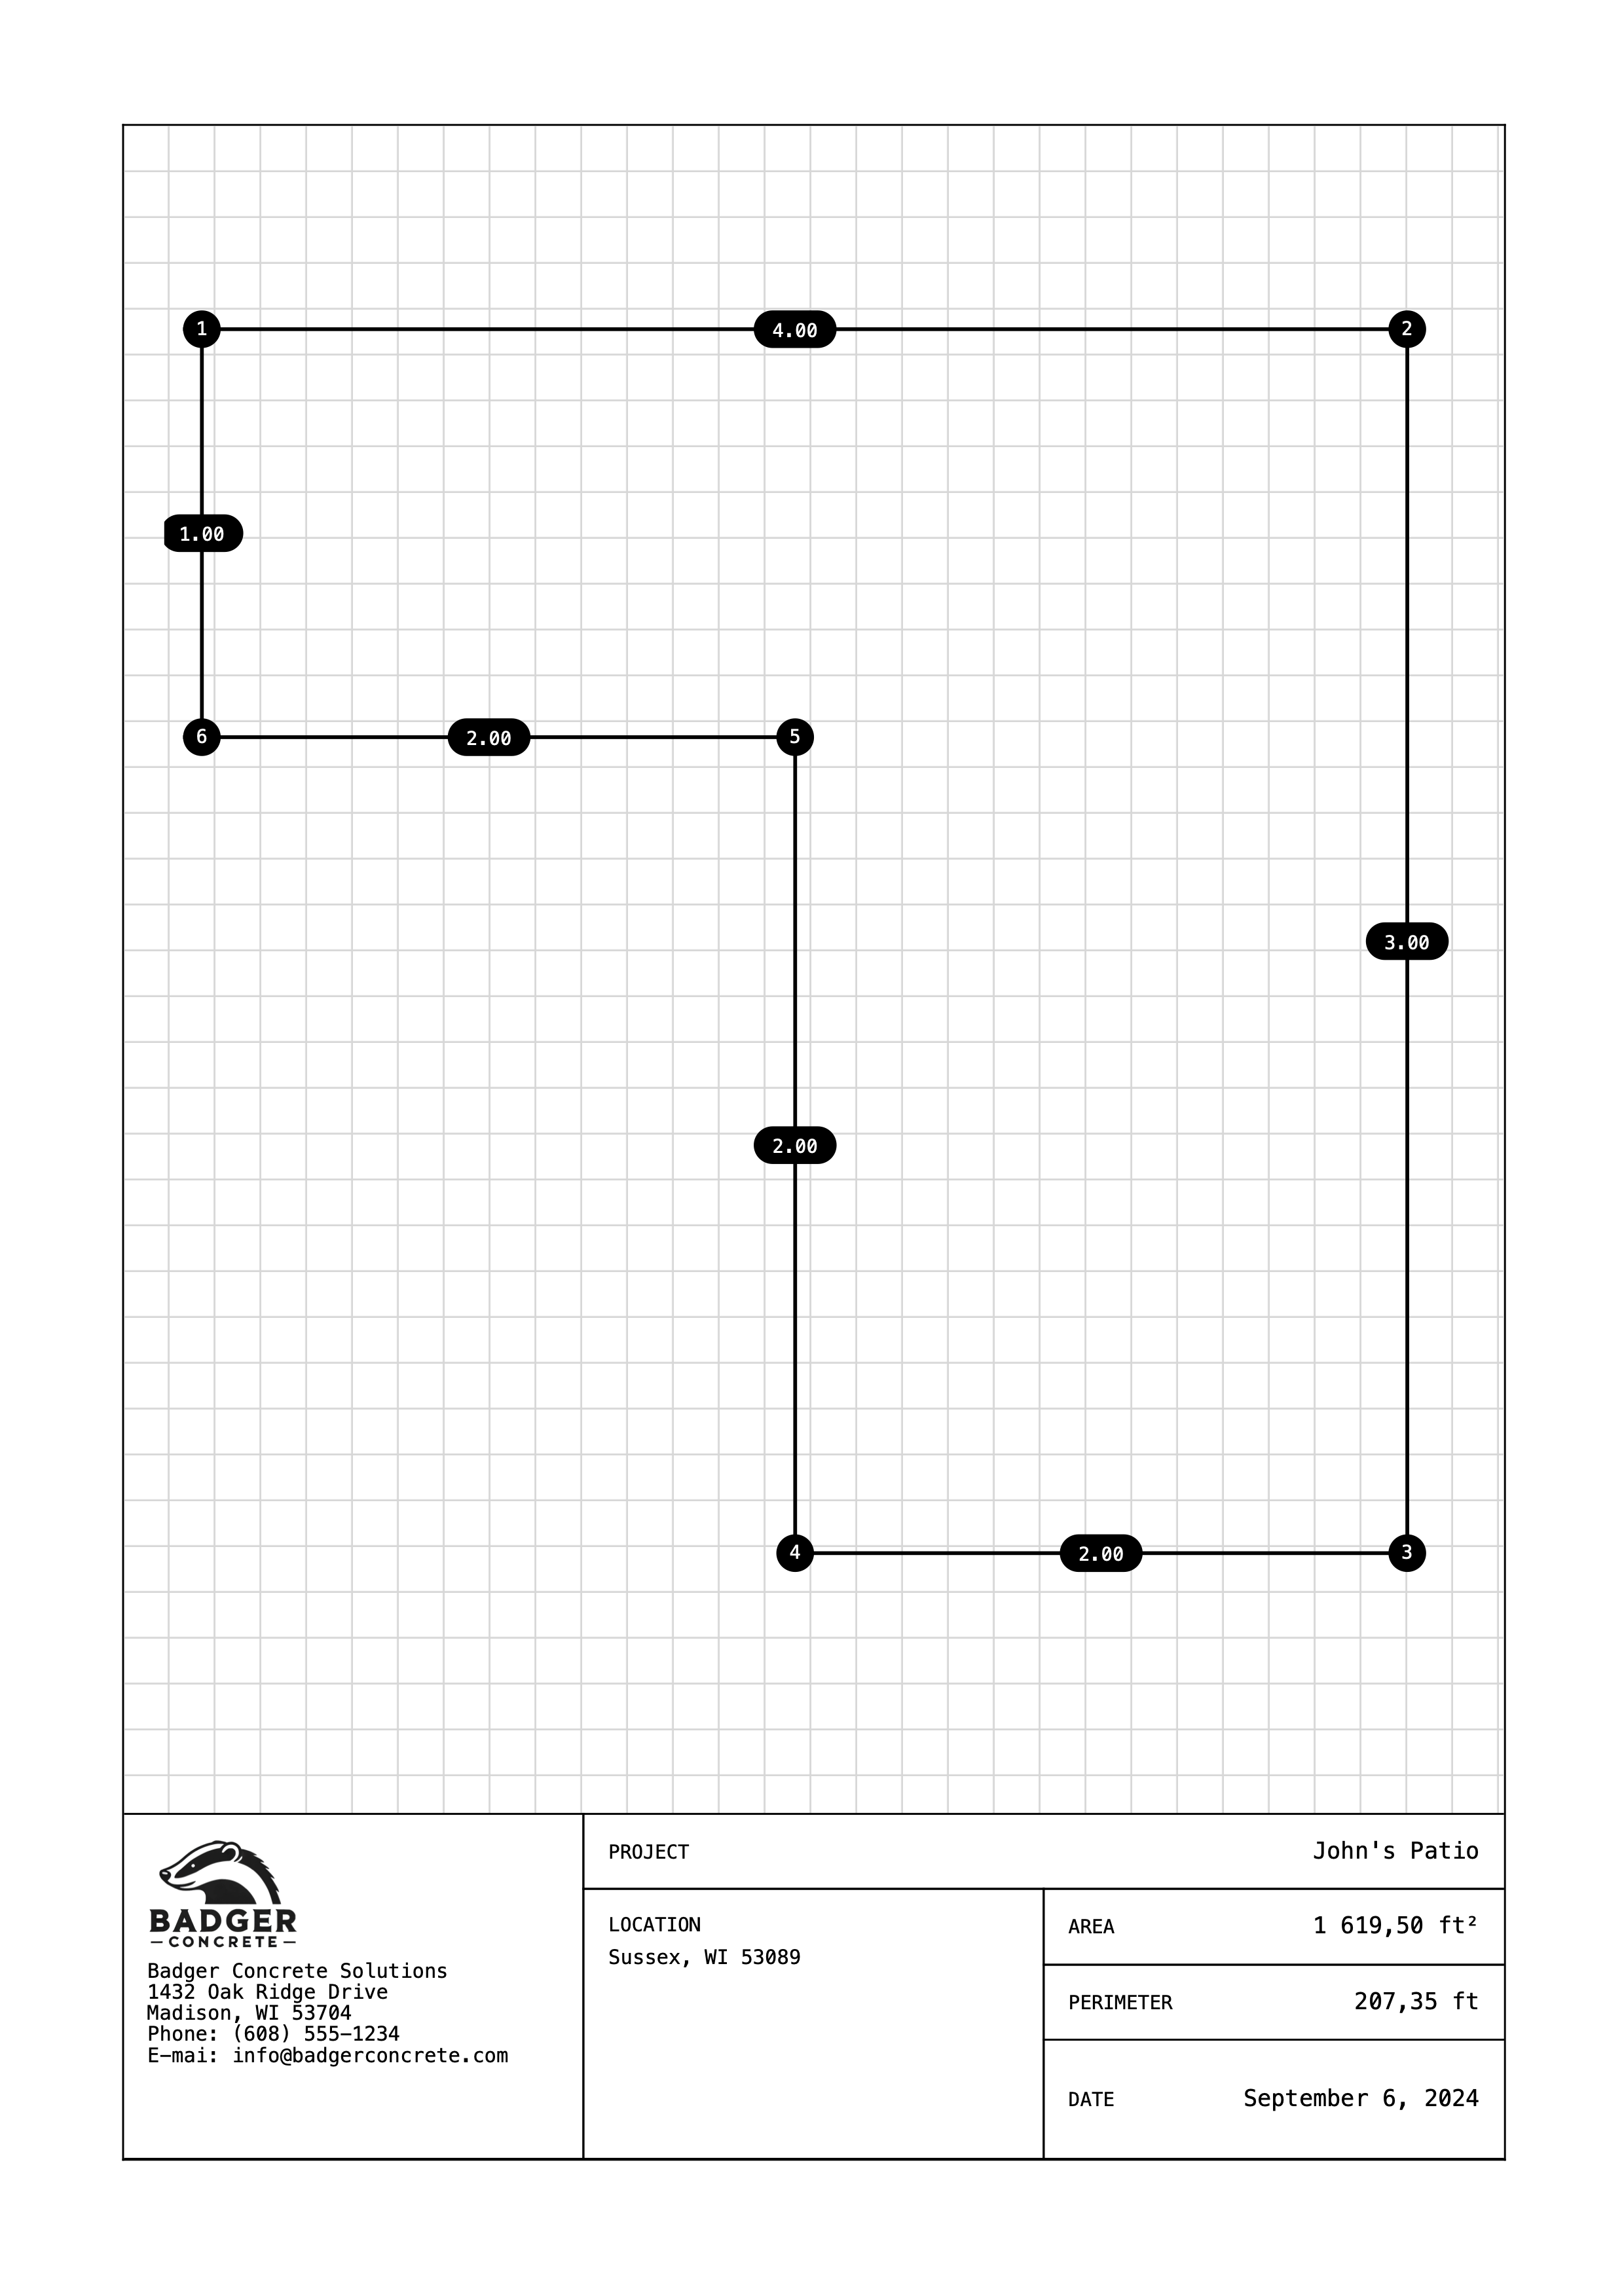 1
4.00
2
1.00
6
2.00
5
3.00
2.00
4
2.00
3
BADGER
CONCRETE
Badger Concrete Solutions
1432 Oak Ridge Drive
Madison, WI 53704
Phone: (608) 555-1234
E-mai: info@badgerconcrete.com
PROJECT
John's Patio
LOCATION
Sussex, WI 53089
AREA
1 619,50 ft²
PERIMETER
207,35 ft
DATE
September 6, 2024